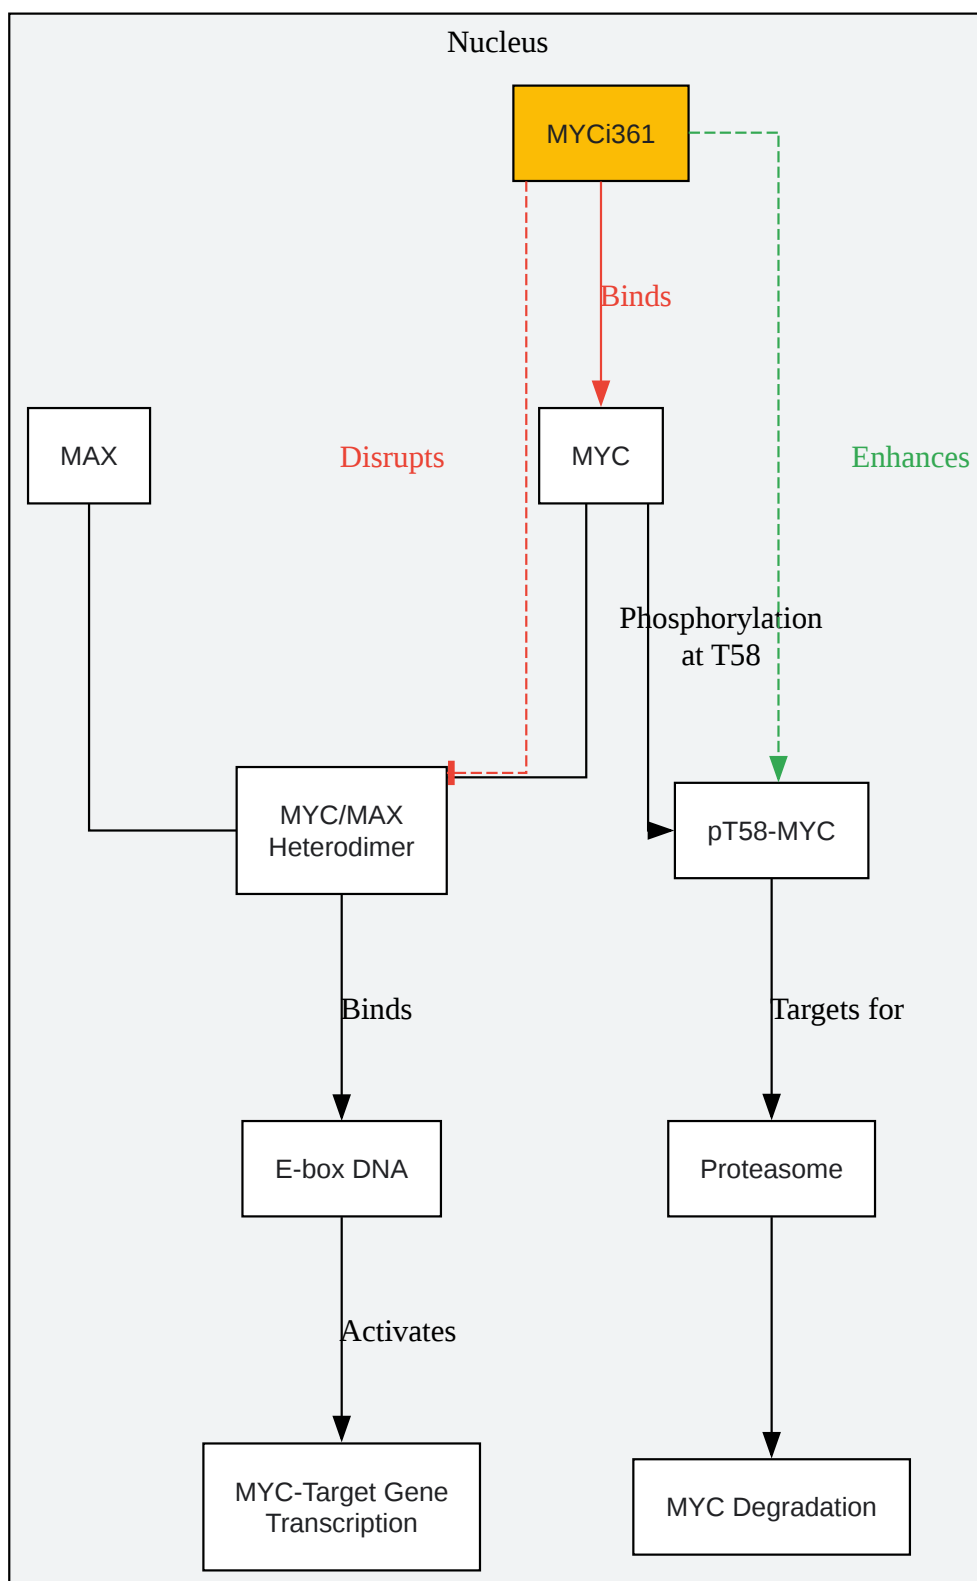 Nucleus
MYCi361
Binds
MAX
Disrupts
MYC
Enhances
Phosphorylation
at T58
MYC/MAX
Heterodimer
pT58-MYC
Binds
Targets for
E-box DNA
Proteasome
Activates
MYC-Target Gene
Transcription
MYC Degradation